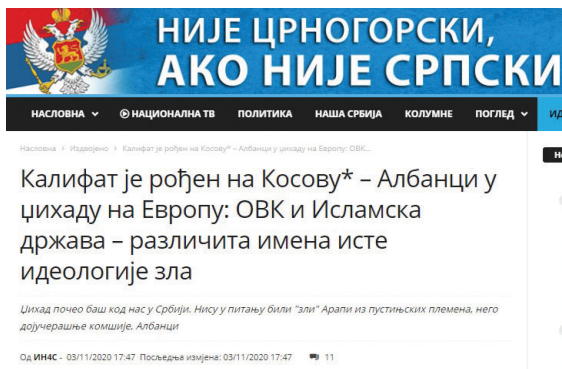 НИЈЕ ЦРНОГОРСКИ,
АКО НИЈЕ СРПСКИ
НАСЛОВНА НАЦИОНАЛНА ТВ ПОЛИТИКА НАША СРБИЈА КОЛУМНЕ ПОГЛЕД
Насловна › Издвојено › Калифат је рођен на Косову* – Албанци у џихаду на Европу: ОВК...
Калифат је рођен на Косову* – Албанци у
џихаду на Европу: ОВК и Исламска
држава – различита имена исте
идеологије зла
Џихад почео баш код нас у Србији. Нису у питању били "зли" Арапи из пустињских племена, него
дојучерашње комшије, Албанци
Од ИН4С - 03/11/2020 17:47 Посљедња измјена: 03/11/2020 17:47 11